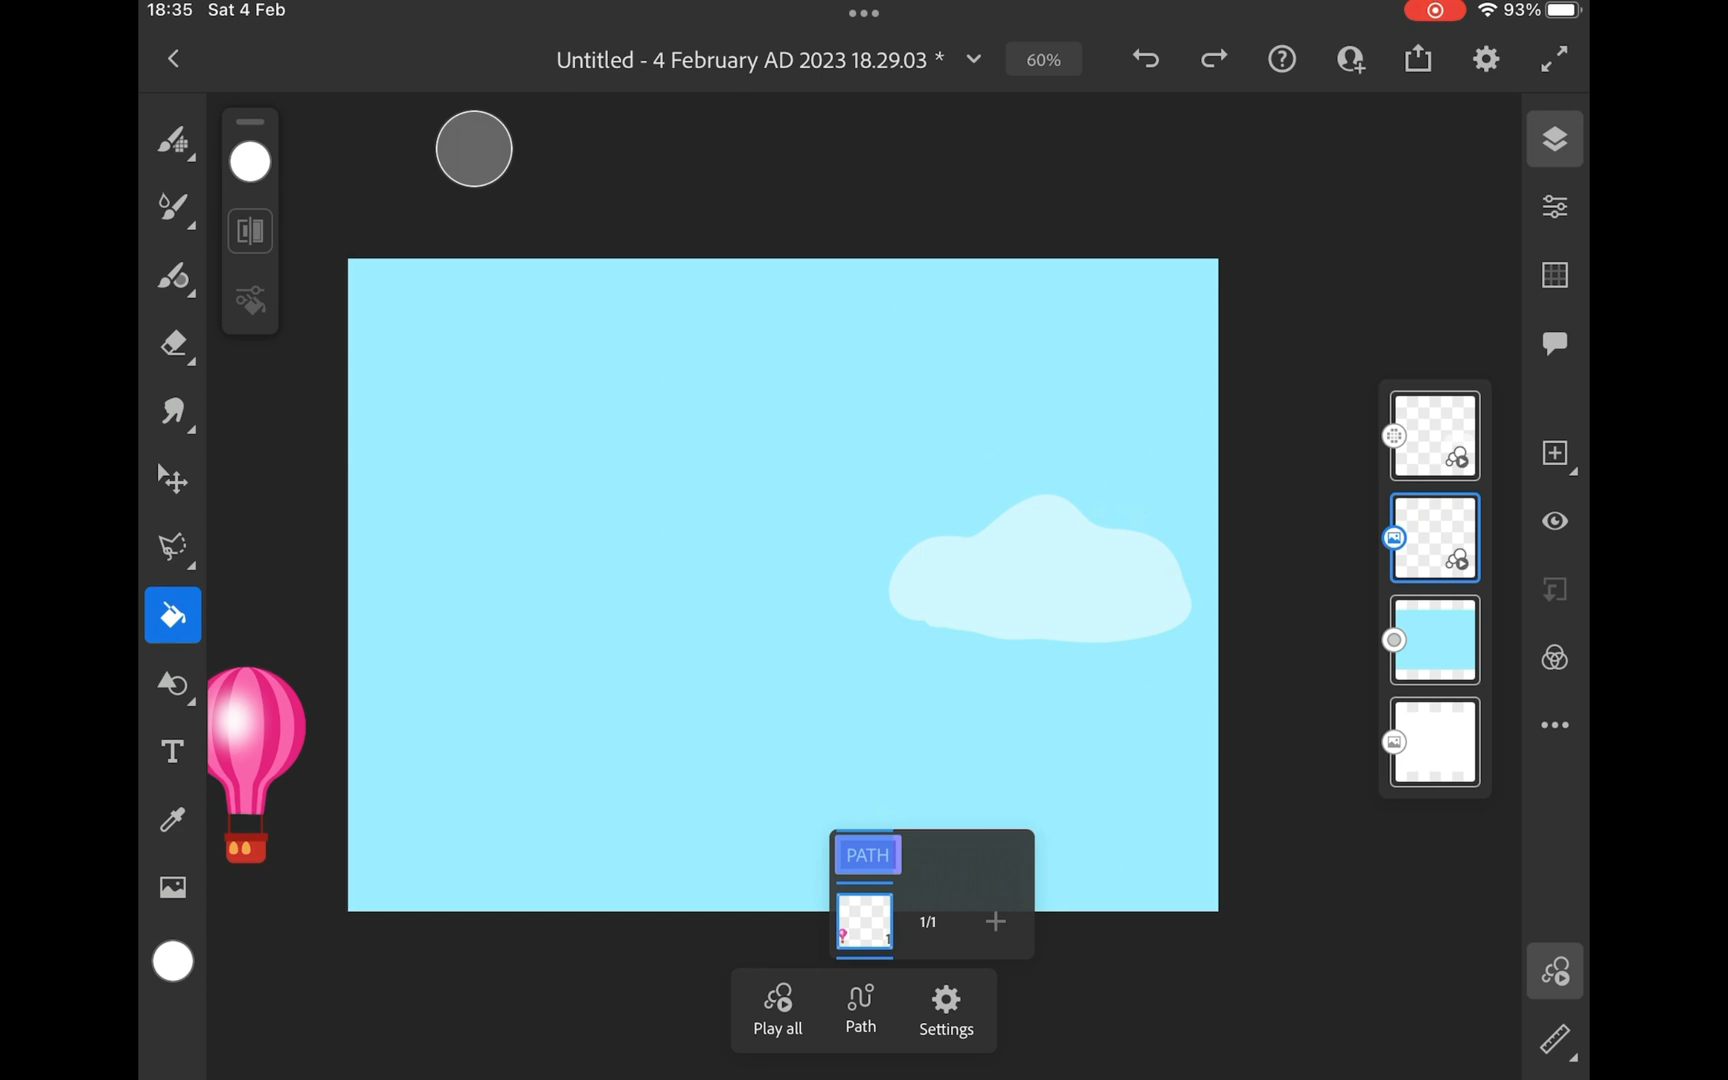 18:35 Sat 4 Feb
93%
Untitled - 4 February AD 2023 18.29.03 *
60%
PATH
1
1/1
Play all
Path
Settings